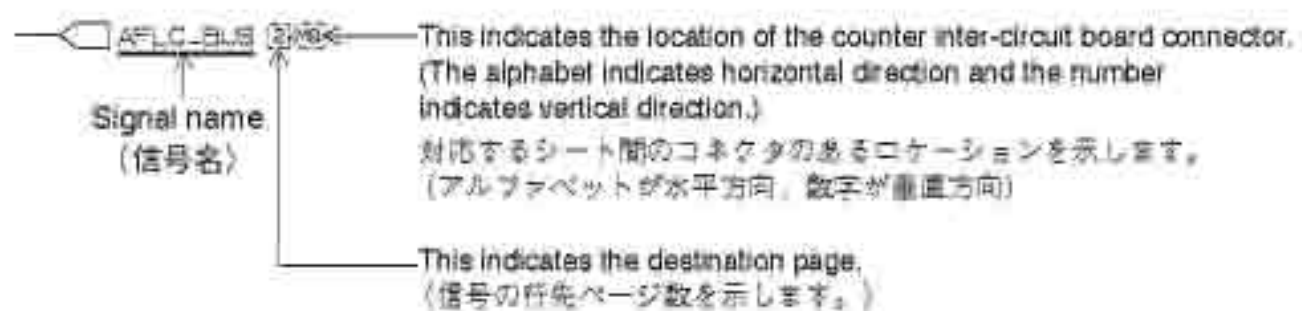 AFLC-BUS 2-M8
This indicates the location of the counter inter-circuit board connector.
(The alphabet indicates horizontal direction and the number
indicates vertical direction.)
Signal name
(信号名)
対応するシート間のコネクタのあるロケーションを示します。
(アルファベットが水平方向、数字が垂直方向)
This indicates the destination page.
(信号の行先ページ数を示します。)